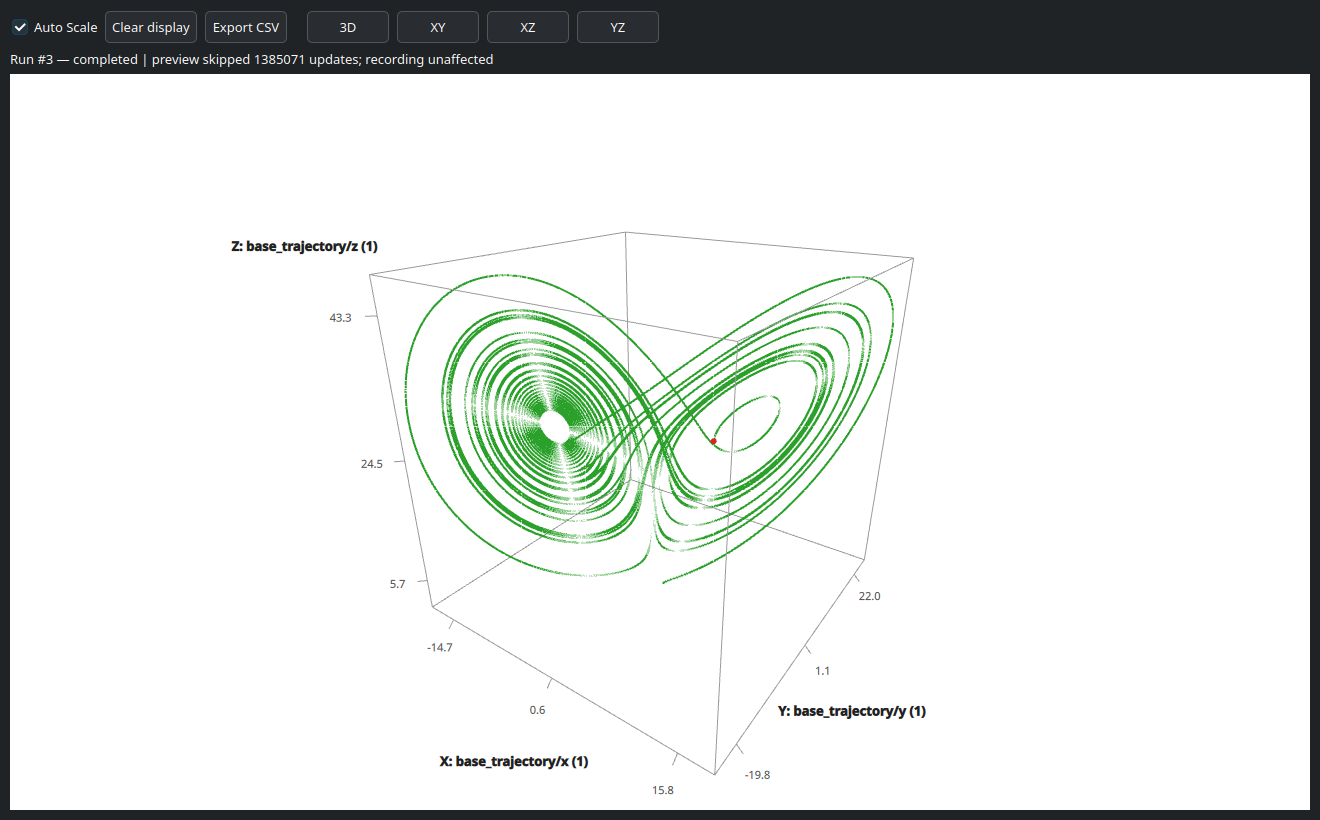 Auto Scale Clear display Export CSV 3D XY XZ YZ
Run #3 — completed | preview skipped 1385071 updates; recording unaffected
Z: base_trajectory/z (1)
43.3
24.5
5.7
-14.7
0.6
15.8
X: base_trajectory/x (1)
22.0
1.1
-19.8
Y: base_trajectory/y (1)